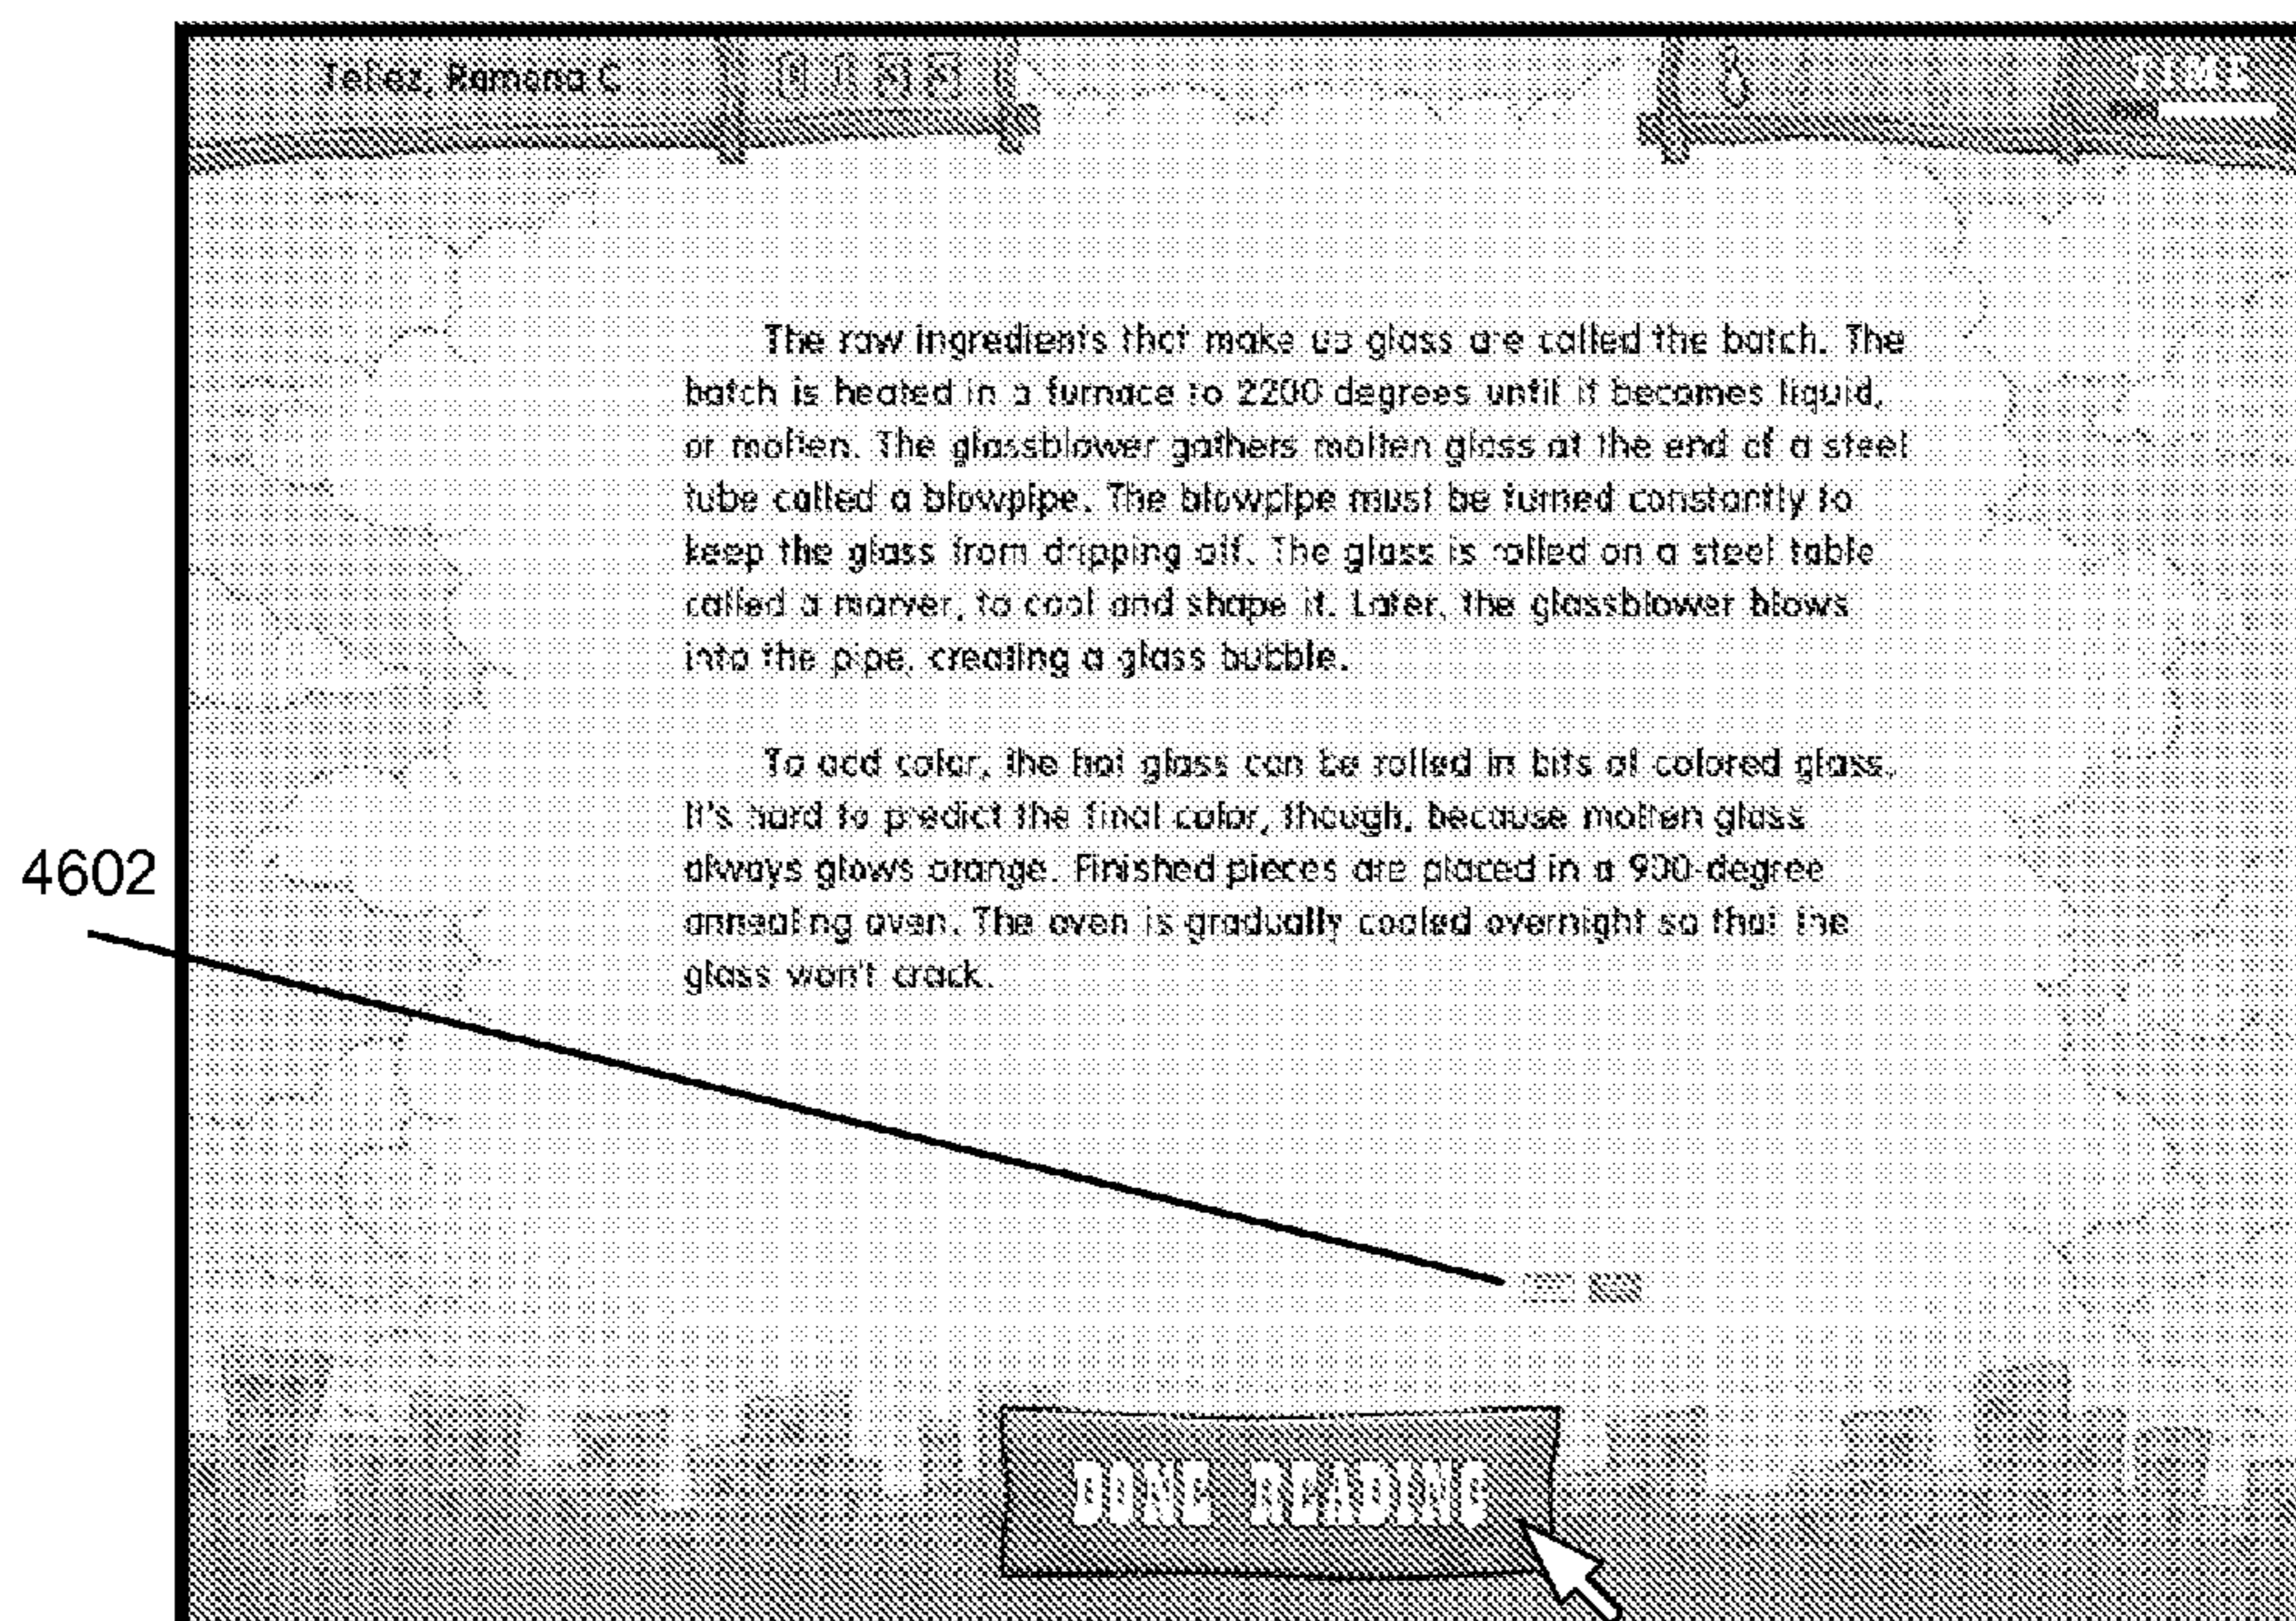 Tellez, Ramona C
TIME
The raw ingredients that make up glass are called the batch. The
batch is heated in a furnace to 2200 degrees until it becomes liquid,
or molten. The glassblower gathers molten glass at the end of a steel
tube called a blowpipe. The blowpipe must be turned constantly to
keep the glass from dripping off. The glass is rolled on a steel table
called a marver, to cool and shape it. Later, the glassblower blows
into the pipe, creating a glass bubble.
To add color, the hot glass can be rolled in bits of colored glass.
It's hard to predict the final color, though, because molten glass
always glows orange. Finished pieces are placed in a 900-degree
annealing oven. The oven is gradually cooled overnight so that the
glass won't crack.
4602
DONE READING